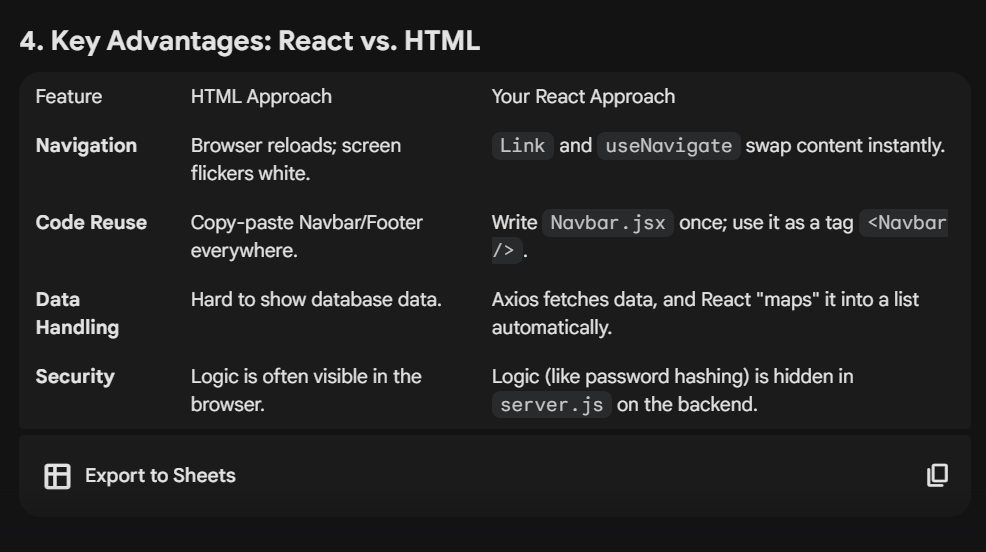 4. Key Advantages: React vs. HTML
Feature HTML Approach Your React Approach
Navigation Browser reloads; screen Link and useNavigate swap content instantly.
flickers white.
Code Reuse Copy-paste Navbar/Footer Write Navbar.jsx once; use it as a tag <Navbar
everywhere. />.
Data Hard to show database data. Axios fetches data, and React "maps" it into a list
Handling automatically.
Security Logic is often visible in the Logic (like password hashing) is hidden in
browser. server.js on the backend.
Export to Sheets